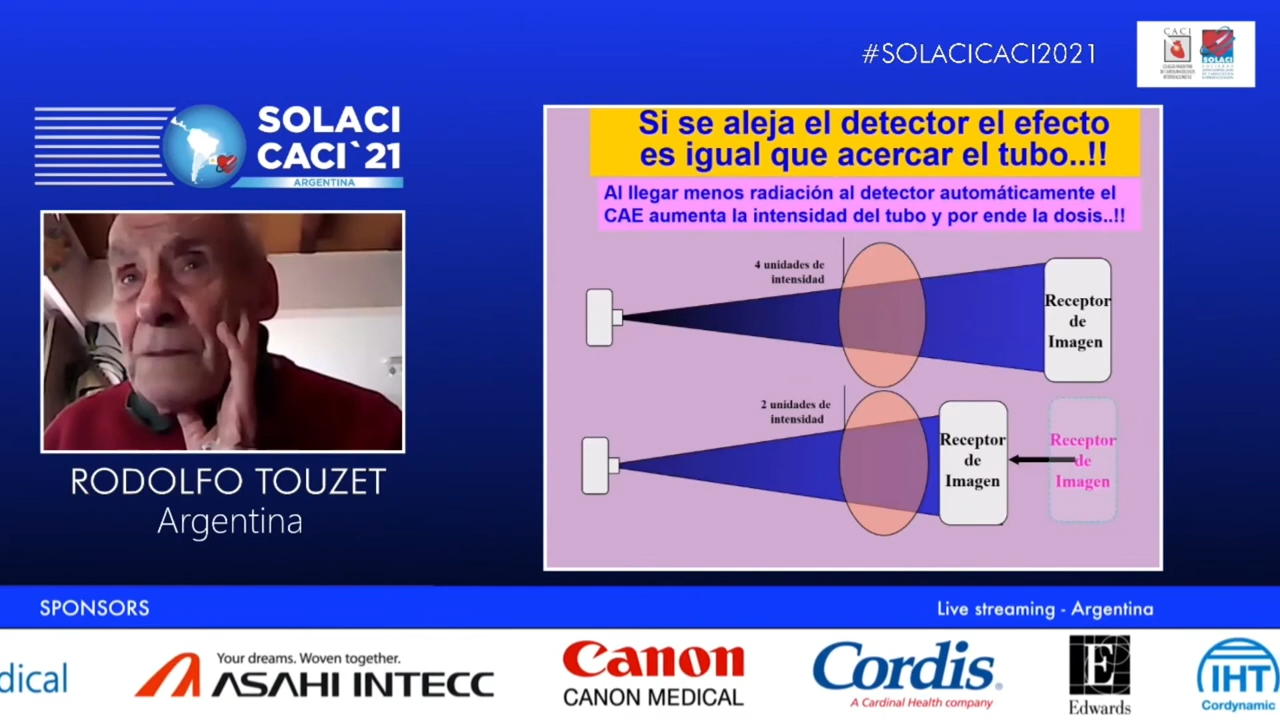 #SOLACICACI2021
CACI
SOLACI
SOLACI
CACI`21
ARGENTINA
Si se aleja el detector el efecto
es igual que acercar el tubo..!!
Al llegar menos radiación al detector automáticamente el
CAE aumenta la intensidad del tubo y por ende la dosis..!!
4 unidades de
intensidad
Receptor
de
Imagen
2 unidades de
intensidad
Receptor
de
Imagen
Receptor
de
Imagen
RODOLFO TOUZET
Argentina
SPONSORS
Live streaming - Argentina
dical
Your dreams. Woven together.
ASAHI INTECC
Canon
CANON MEDICAL
Cordis®
A Cardinal Health company
E
Edwards
IHT
Cordynamic